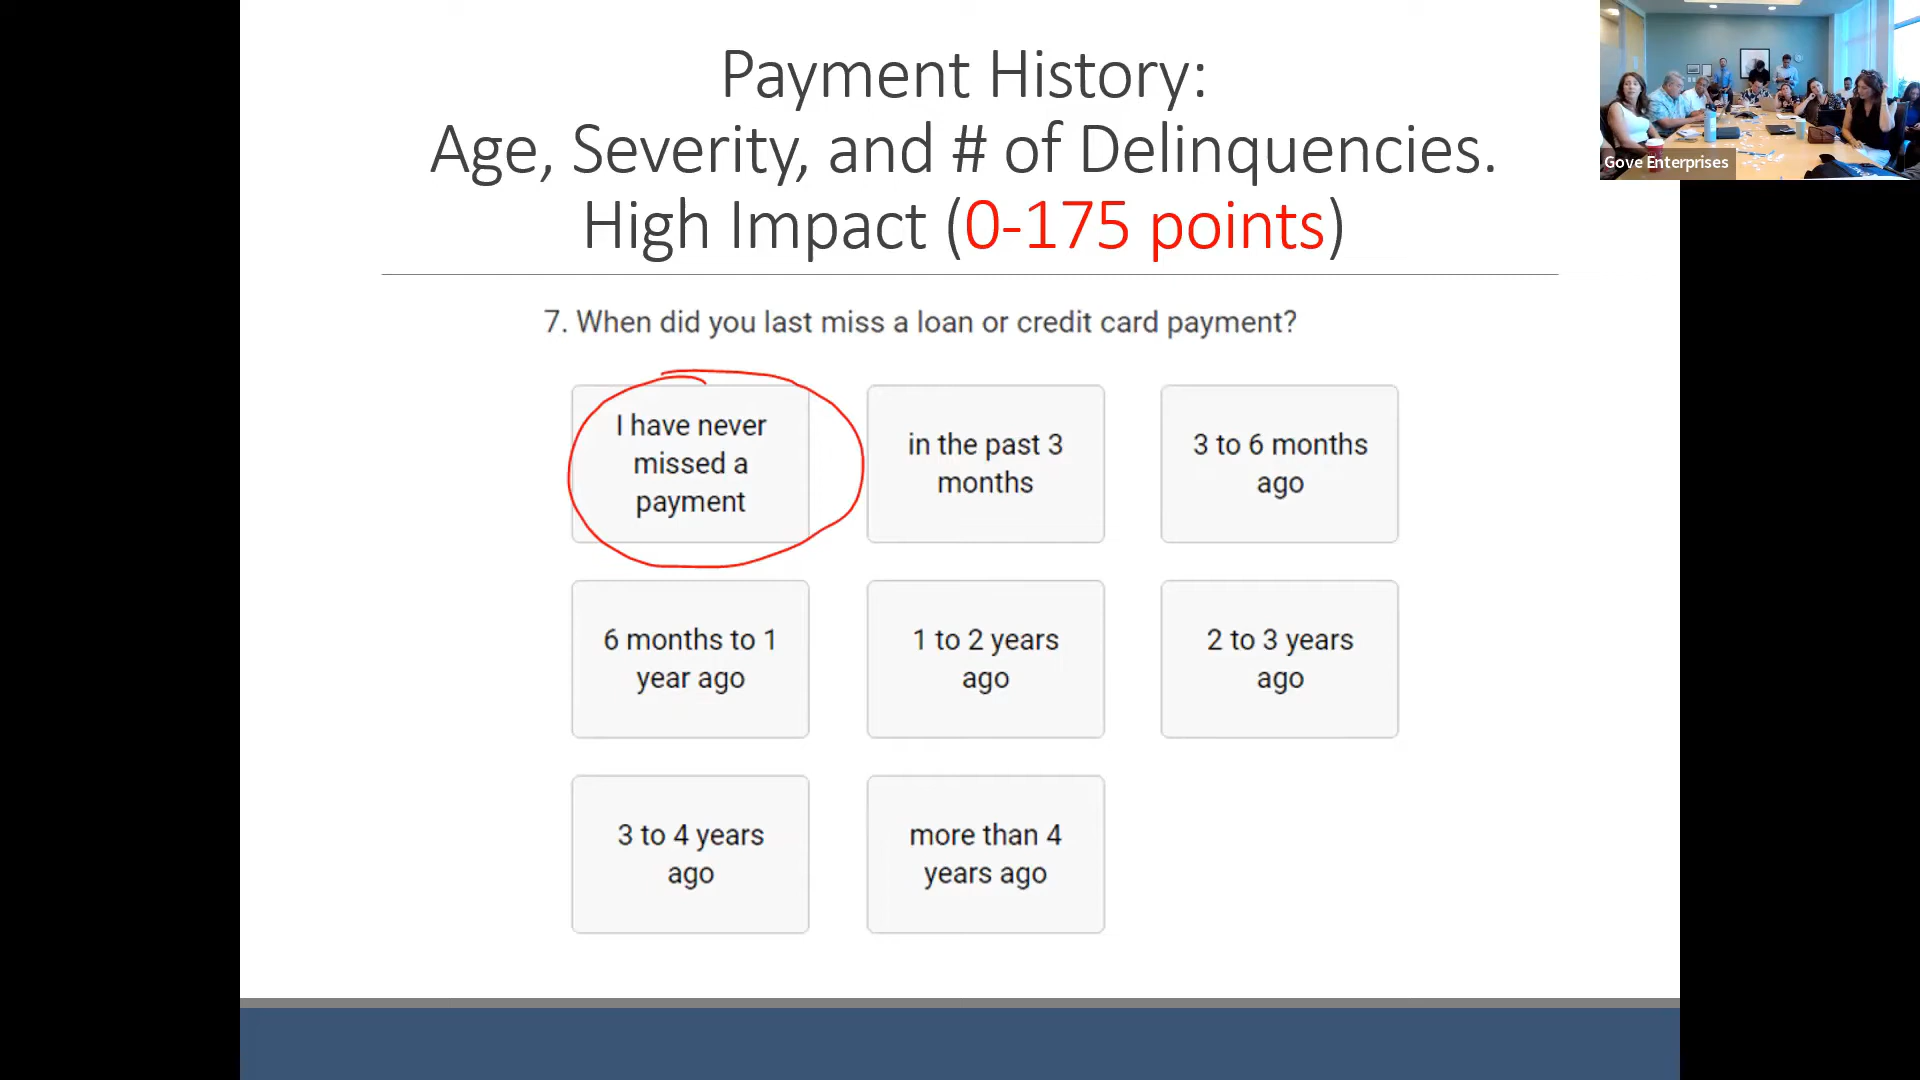 Payment History:
Age, Severity, and # of Delinquencies.
High Impact (0-175 points)
7. When did you last miss a loan or credit card payment?
I have never
missed a
payment
in the past 3
months
3 to 6 months
ago
6 months to 1
year ago
1 to 2 years
ago
2 to 3 years
ago
3 to 4 years
ago
more than 4
years ago
Gove Enterprises